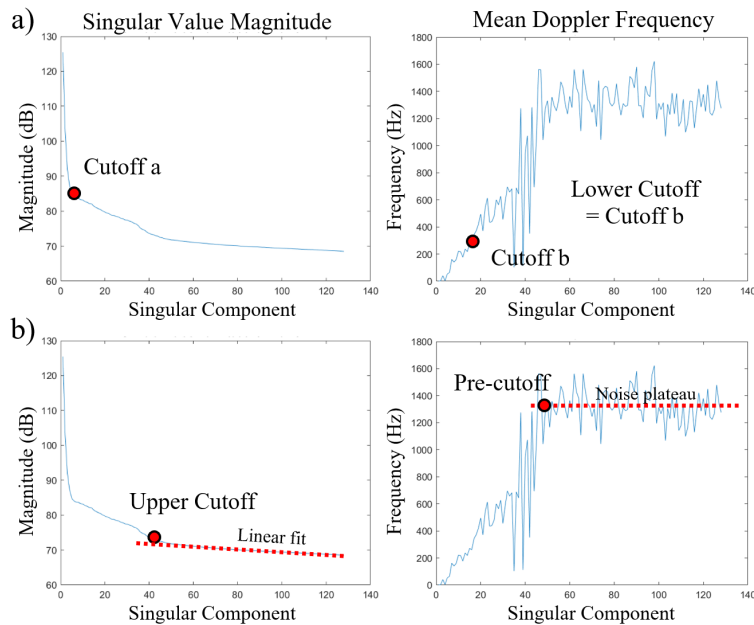 a)
Singular Value Magnitude
Mean Doppler Frequency
130
120
110
100
90
80
70
60
Magnitude (dB)
Cutoff a
0 20 40 60 80 100 120 140
Singular Component
1800
1600
1400
1200
1000
800
600
400
200
0
Frequency (Hz)
Lower Cutoff
= Cutoff b
Cutoff b
0 20 40 60 80 100 120 140
Singular Component
b)
130
120
110
100
90
80
70
60
Magnitude (dB)
Upper Cutoff
Linear fit
0 20 40 60 80 100 120 140
Singular Component
1800
1600
1400
1200
1000
800
600
400
200
0
Frequency (Hz)
Pre-cutoff
Noise plateau
0 20 40 60 80 100 120 140
Singular Component